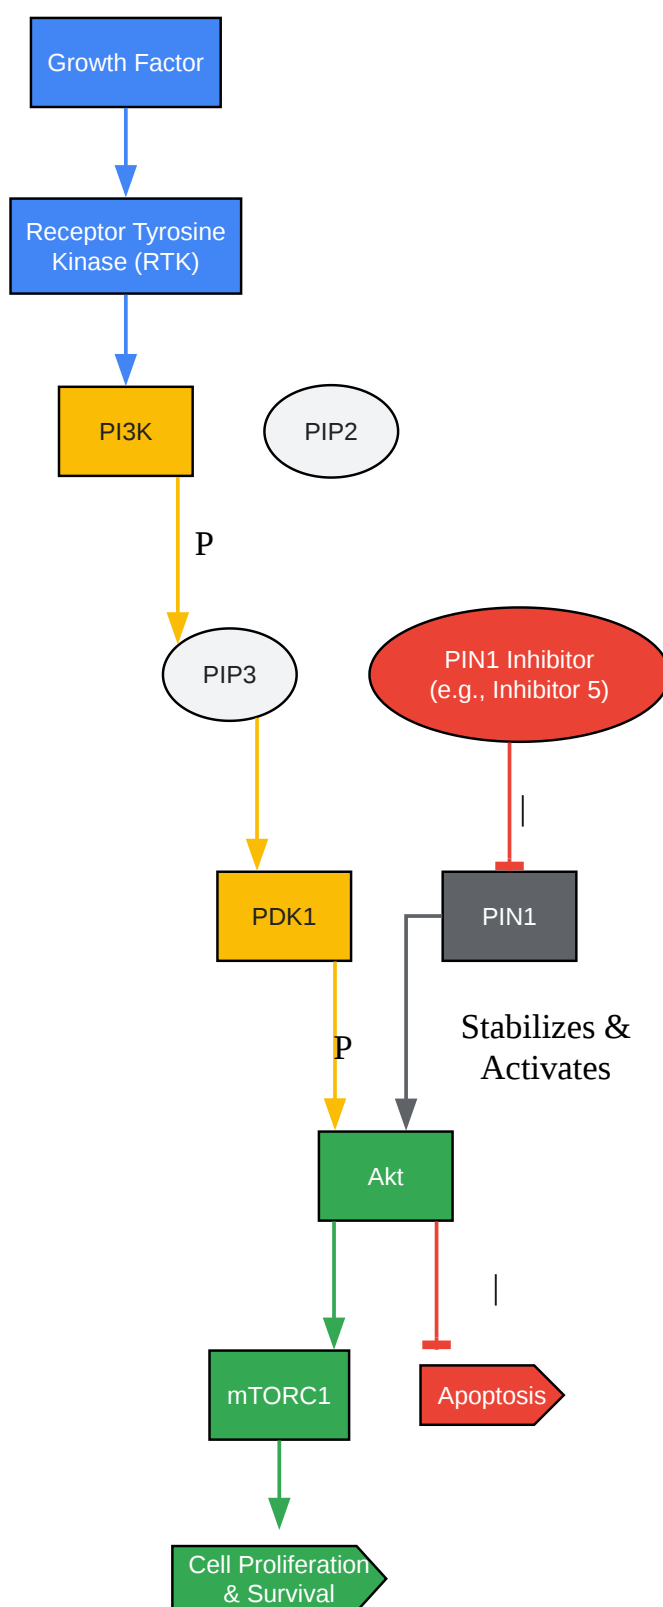 Growth Factor
Receptor Tyrosine
Kinase (RTK)
PI3K
PIP2
P
PIP3
PIN1 Inhibitor
(e.g., Inhibitor 5)
|
PDK1
PIN1
P
Stabilizes &
Activates
Akt
|
mTORC1
Apoptosis
Cell Proliferation
& Survival